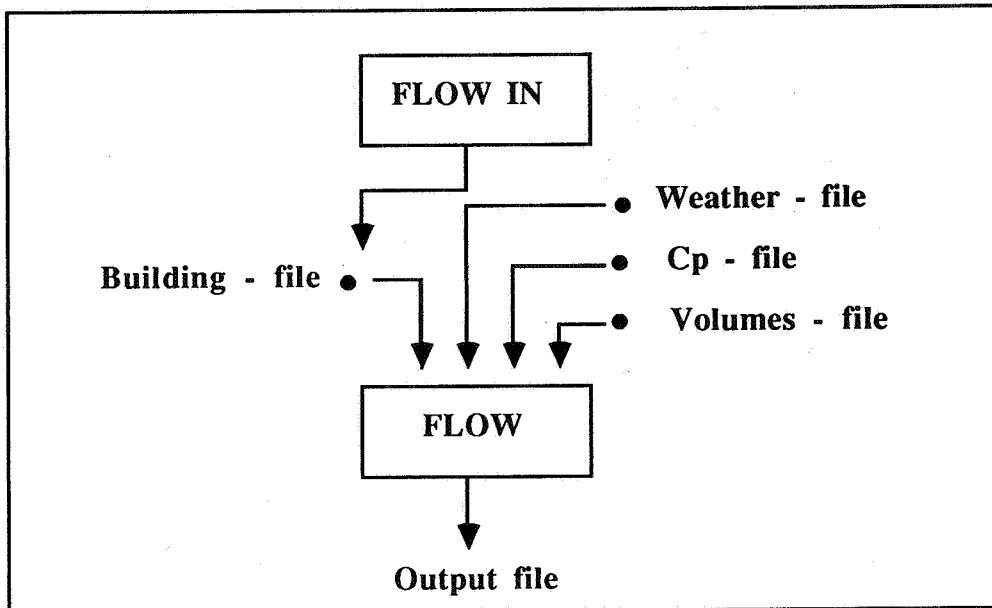 FLOW IN
Weather - file
Cp - file
Building - file
Volumes - file
FLOW
Output file